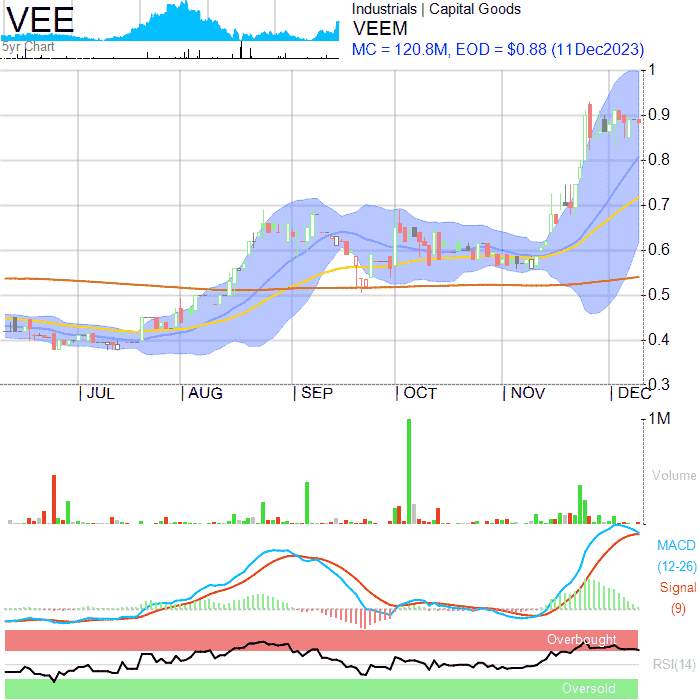 VEE
5yr Chart
Industrials | Capital Goods
VEEM
MC = 120.8M, EOD = $0.88 (11Dec2023)
1
0.9
0.8
0.7
0.6
0.5
0.4
0.3
JUL AUG SEP OCT NOV DEC
1M
Volume
MACD
(12-26)
Signal
(9)
Overbought
RSI(14)
Oversold